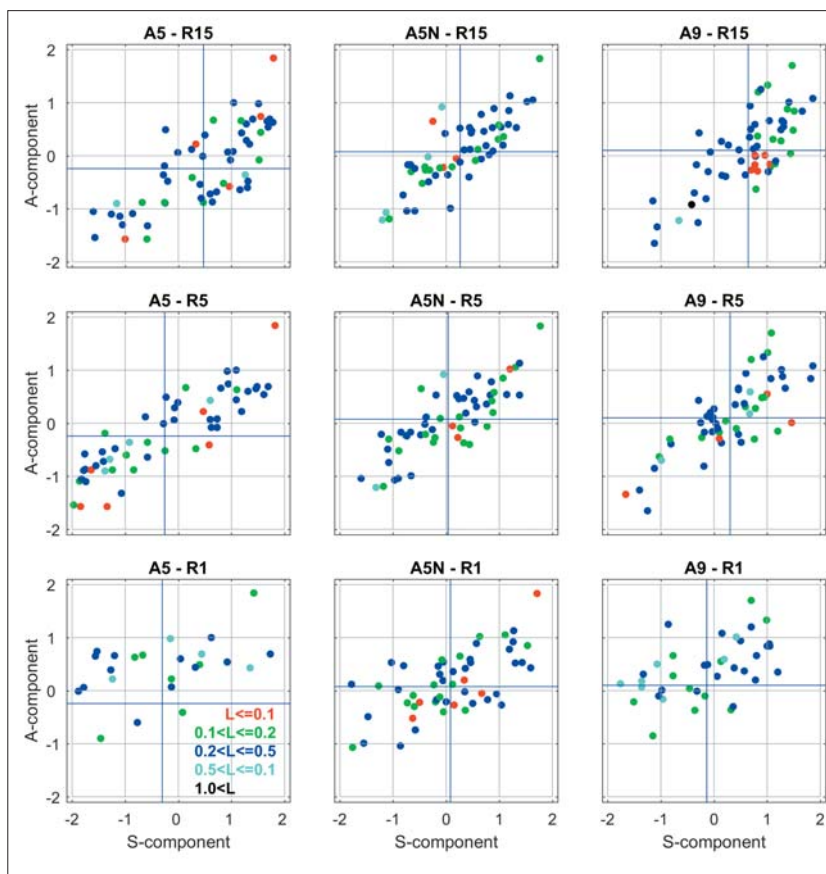 A5 - R15 A5N - R15 A9 - R15
2
1
0
-1
-2
A-component
A5 - R5 A5N - R5 A9 - R5
2
1
0
-1
-2
A-component
A5 - R1 A5N - R1 A9 - R1
2
1
0
-1
-2
A-component
L<=0.1
0.1<L<=0.2
0.2<L<=0.5
0.5<L<=0.1
1.0<L
-2 -1 0 1 2 -2 -1 0 1 2 -2 -1 0 1 2
S-component S-component S-component